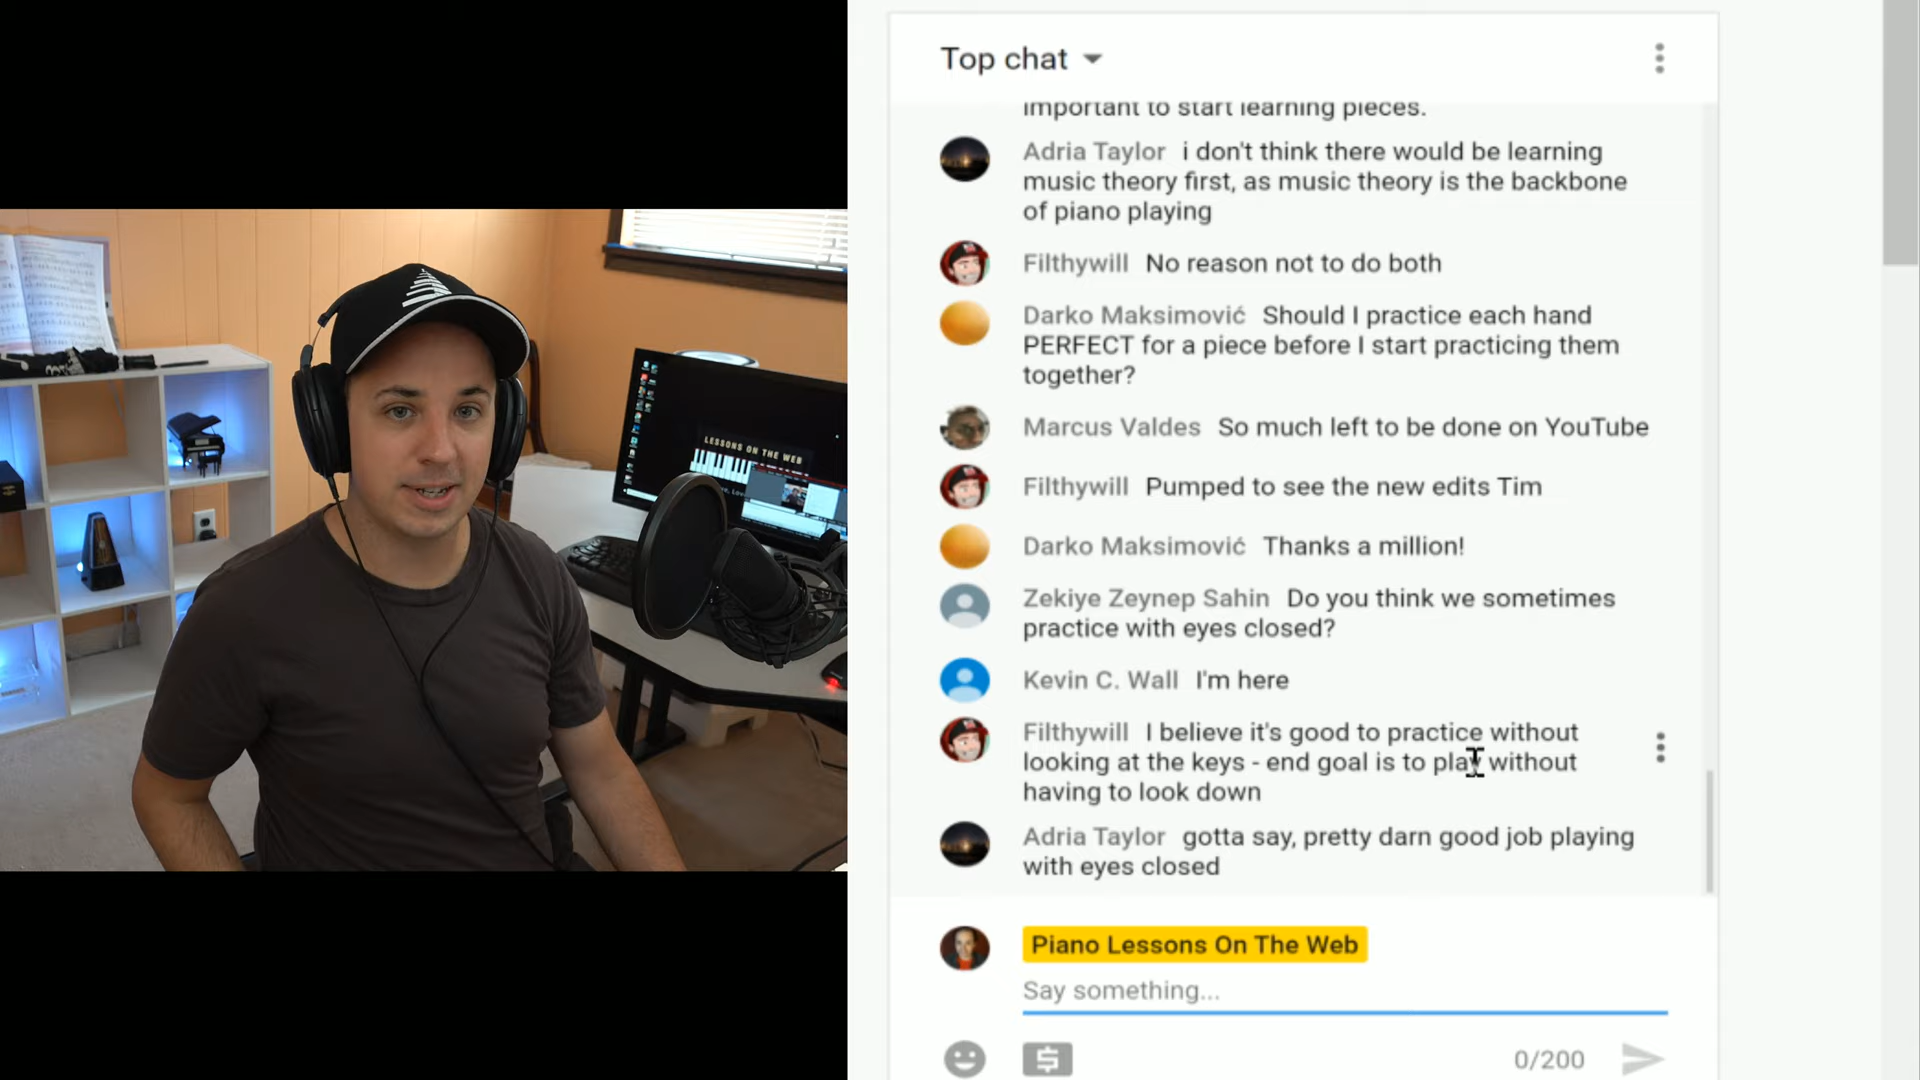 Top chat
important to start learning pieces.
Adria Taylor i don't think there would be learning
music theory first, as music theory is the backbone
of piano playing
Filthywill No reason not to do both
Darko Maksimović Should I practice each hand
PERFECT for a piece before I start practicing them
together?
Marcus Valdes So much left to be done on YouTube
Filthywill Pumped to see the new edits Tim
Darko Maksimović Thanks a million!
Zekiye Zeynep Sahin Do you think we sometimes
practice with eyes closed?
Kevin C. Wall I'm here
Filthywill I believe it's good to practice without
looking at the keys - end goal is to play without
having to look down
Adria Taylor gotta say, pretty darn good job playing
with eyes closed
Piano Lessons On The Web
Say something...
0/200
LESSONS ON THE WEB